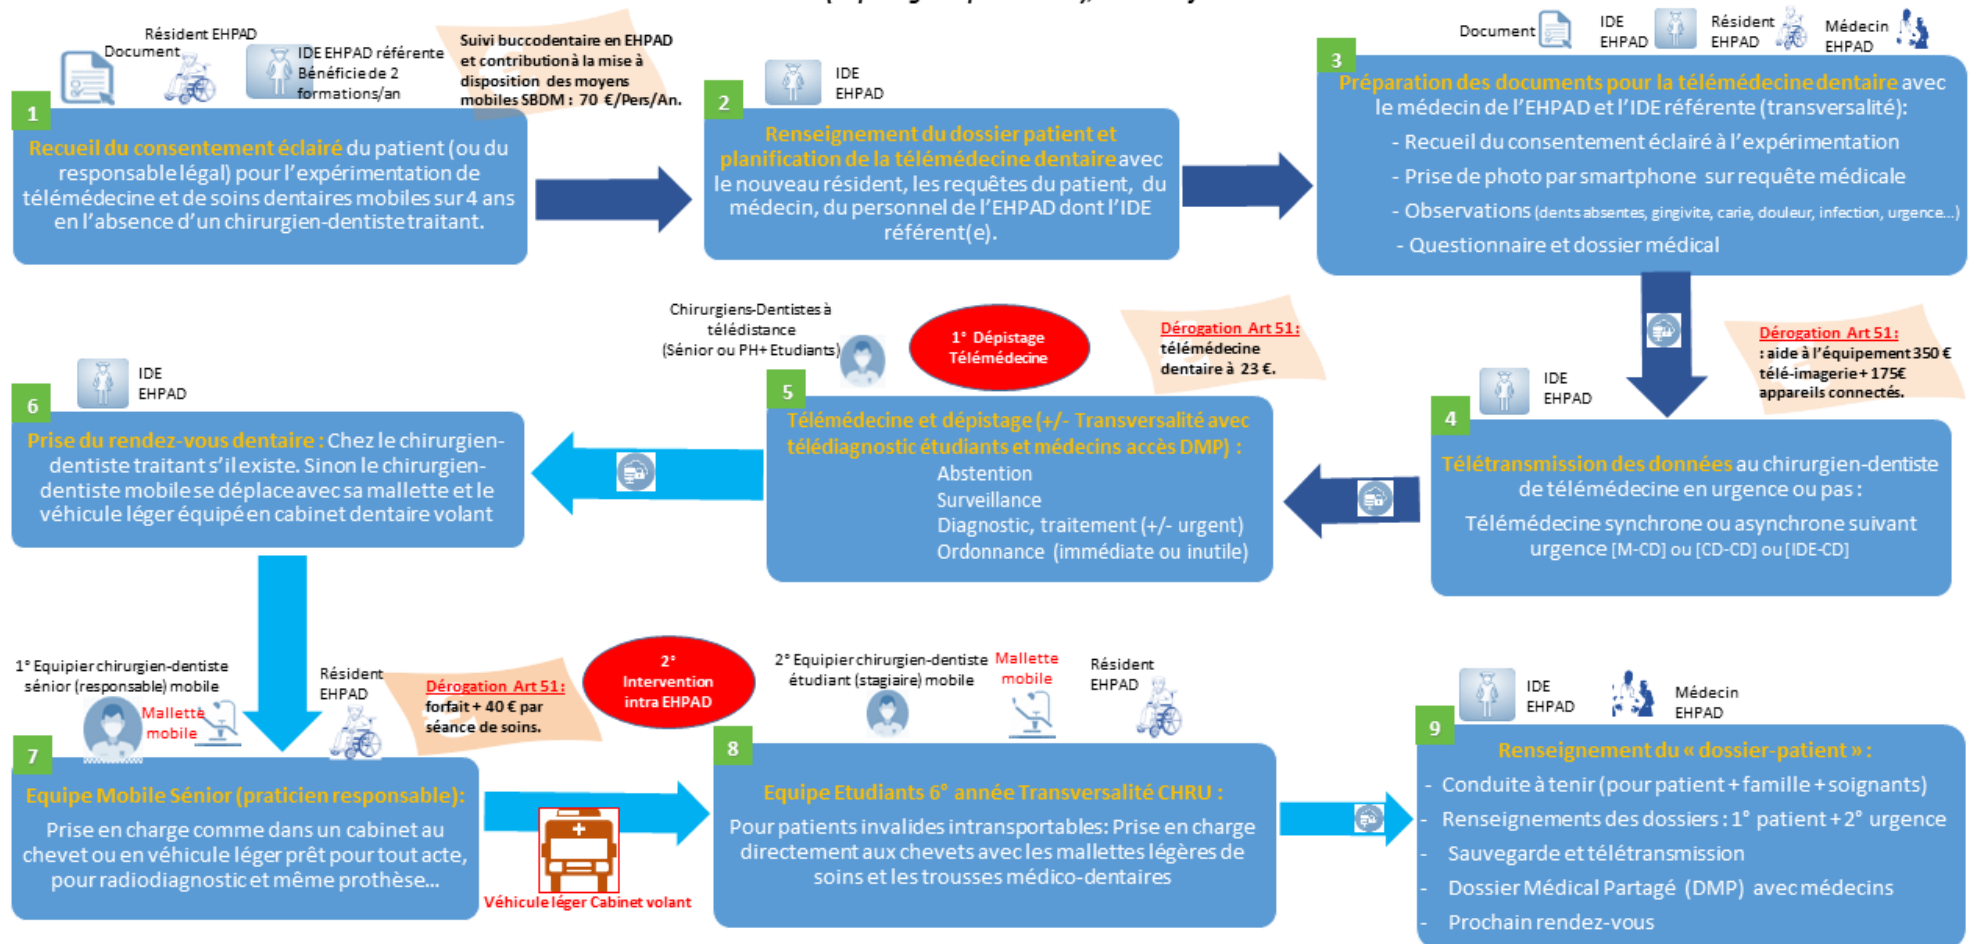 Résident EHPAD
Document
IDE EHPAD référente
Bénéficie de 2
formations/an
Suivi buccodentaire en EHPAD
et contribution à la mise à
disposition des moyens
mobiles SBDM : 70 €/Pers/An.
1
Recueil du consentement éclairé du patient (ou du
responsable légal) pour l'expérimentation de
télémédecine et de soins dentaires mobiles sur 4 ans
en l'absence d'un chirurgien-dentiste traitant.
IDE
EHPAD
2
Renseignement du dossier patient et
planification de la télémédecine dentaire avec
le nouveau résident, les requêtes du patient, du
médecin, du personnel de l'EHPAD dont l'IDE
référent(e).
Document
IDE
EHPAD
Résident
EHPAD
Médecin
EHPAD
3
Préparation des documents pour la télémédecine dentaire avec
le médecin de l'EHPAD et l'IDE référente (transversalité):
- Recueil du consentement éclairé à l'expérimentation
- Prise de photo par smartphone sur requête médicale
- Observations (dents absentes, gingivite, carie, douleur, infection, urgence...)
- Questionnaire et dossier médical
Dérogation Art 51:
: aide à l'équipement 350 €
télé-imagerie + 175€
appareils connectés.
IDE
EHPAD
4
Télétransmission des données au chirurgien-dentiste
de télémédecine en urgence ou pas :
Télémédecine synchrone ou asynchrone suivant
urgence [M-CD] ou [CD-CD] ou [IDE-CD]
Chirurgiens-Dentistes à
télédistance
(Sénior ou PH+ Etudiants)
1° Dépistage
Télémédecine
Dérogation Art 51:
télémédecine
dentaire à 23 €.
5
Télémédecine et dépistage (+/- Transversalité avec
télédiagnostic étudiants et médecins accès DMP) :
Abstention
Surveillance
Diagnostic, traitement (+/- urgent)
Ordonnance (immédiate ou inutile)
IDE
EHPAD
6
Prise du rendez-vous dentaire : Chez le chirurgien-
dentiste traitant s'il existe. Sinon le chirurgien-
dentiste mobile se déplace avec sa mallette et le
véhicule léger équipé en cabinet dentaire volant
1° Equipier chirurgien-dentiste
sénior (responsable) mobile
Mallette
mobile
Résident
EHPAD
Dérogation Art 51:
forfait + 40 € par
séance de soins.
7
Equipe Mobile Sénior (praticien responsable):
Prise en charge comme dans un cabinet au
chevet ou en véhicule léger prêt pour tout acte,
pour radiodiagnostic et même prothèse...
Véhicule léger Cabinet volant
2°
Intervention
intra EHPAD
2° Equipier chirurgien-dentiste
étudiant (stagiaire) mobile
Mallette
mobile
Résident
EHPAD
8
Equipe Etudiants 6° année Transversalité CHRU :
Pour patients invalides intransportables: Prise en charge
directement aux chevets avec les mallettes légères de
soins et les trousses médico-dentaires
IDE
EHPAD
Médecin
EHPAD
9
Renseignement du « dossier-patient » :
- Conduite à tenir (pour patient + famille + soignants)
- Renseignements des dossiers : 1° patient + 2° urgence
- Sauvegarde et télétransmission
- Dossier Médical Partagé (DMP) avec médecins
- Prochain rendez-vous